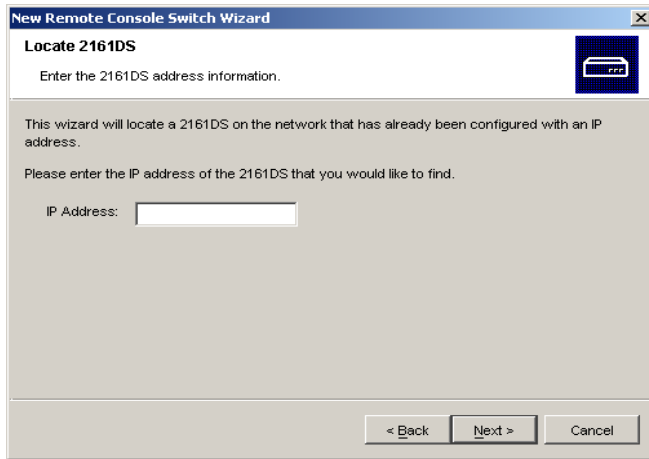 New Remote Console Switch Wizard
Locate 2161DS
Enter the 2161DS address information.
This wizard will locate a 2161DS on the network that has already been configured with an IP
address.
Please enter the IP address of the 2161DS that you would like to find.
IP Address:
< Back Next > Cancel